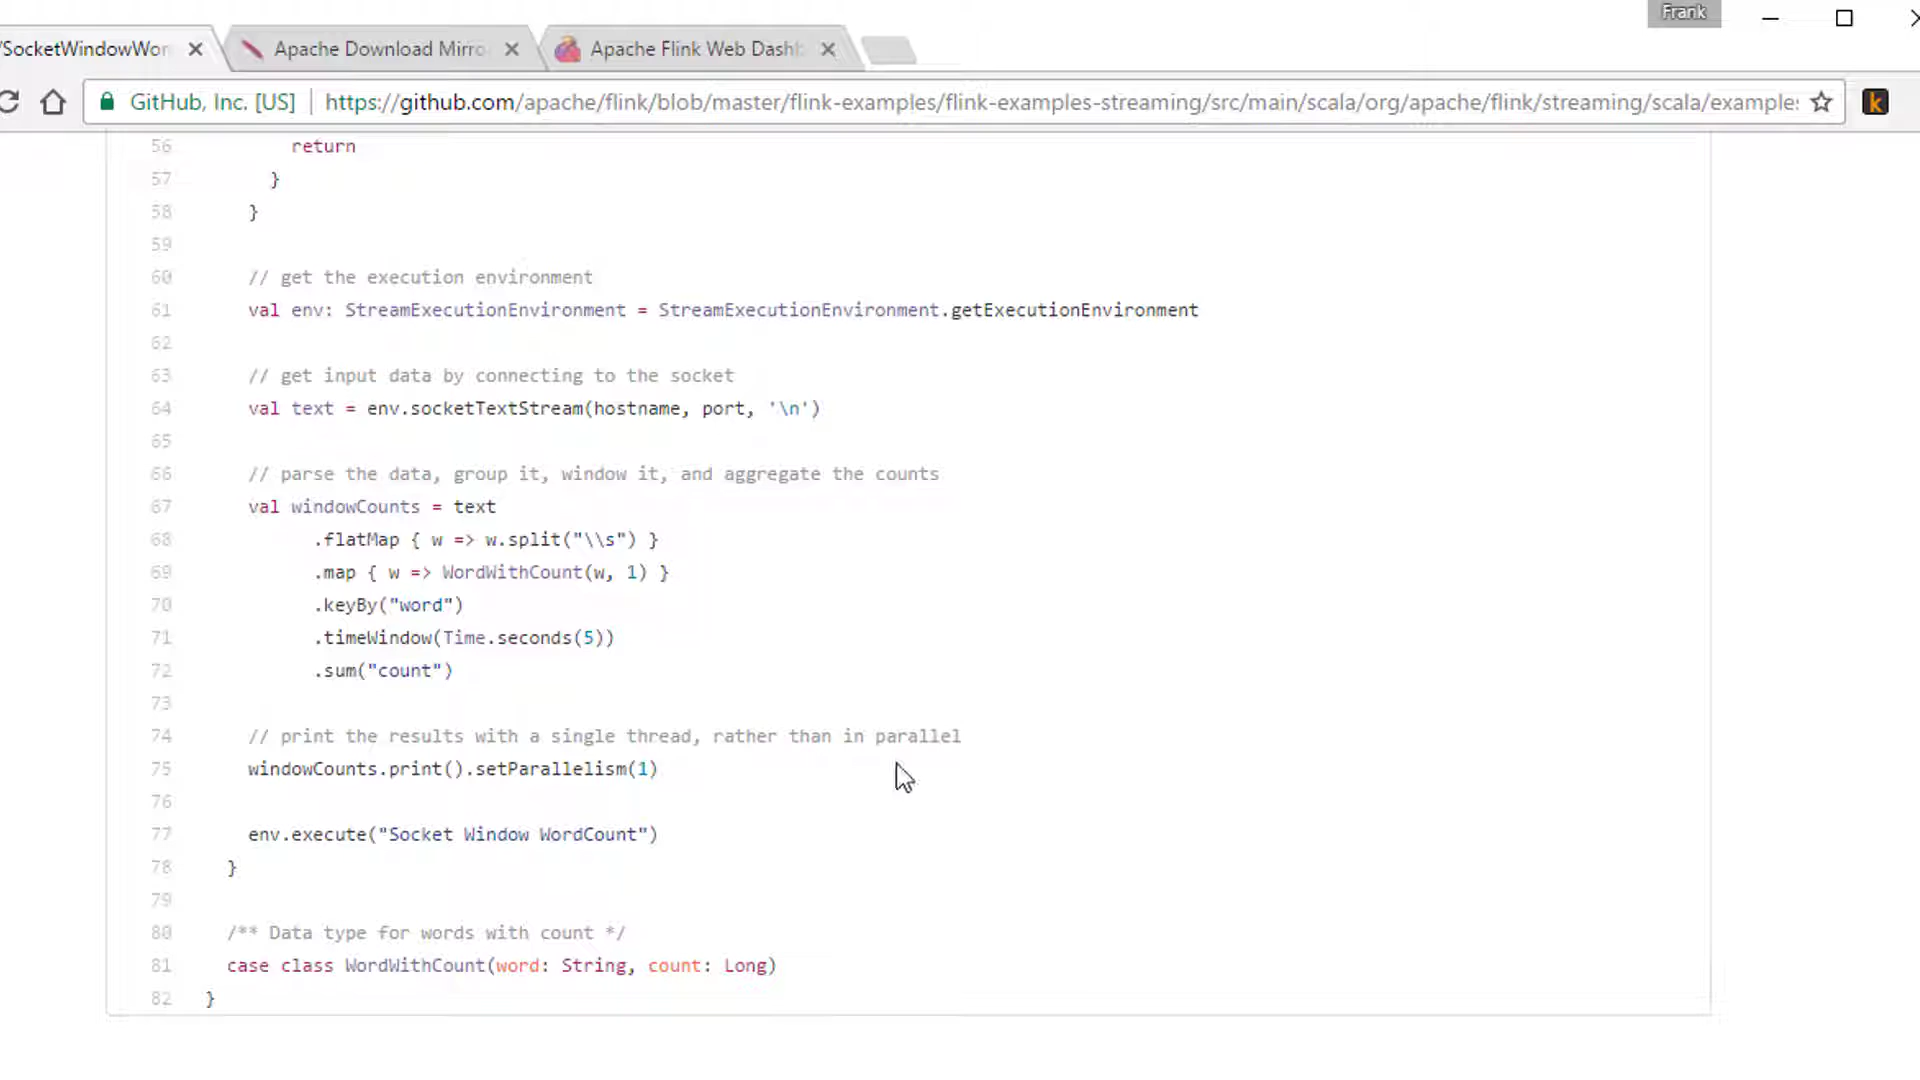 Frank
/SocketWindowWor
Apache Download Mirro
Apache Flink Web Dashb
GitHub, Inc. [US] https://github.com/apache/flink/blob/master/flink-examples/flink-examples-streaming/src/main/scala/org/apache/flink/streaming/scala/examples
k
56 return
57 }
58 }
59
60 // get the execution environment
61 val env: StreamExecutionEnvironment = StreamExecutionEnvironment.getExecutionEnvironment
62
63 // get input data by connecting to the socket
64 val text = env.socketTextStream(hostname, port, '\n')
65
66 // parse the data, group it, window it, and aggregate the counts
67 val windowCounts = text
68 .flatMap { w => w.split("\\s") }
69 .map { w => WordWithCount(w, 1) }
70 .keyBy("word")
71 .timeWindow(Time.seconds(5))
72 .sum("count")
73
74 // print the results with a single thread, rather than in parallel
75 windowCounts.print().setParallelism(1)
76
77 env.execute("Socket Window WordCount")
78 }
79
80 /** Data type for words with count */
81 case class WordWithCount(word: String, count: Long)
82 }